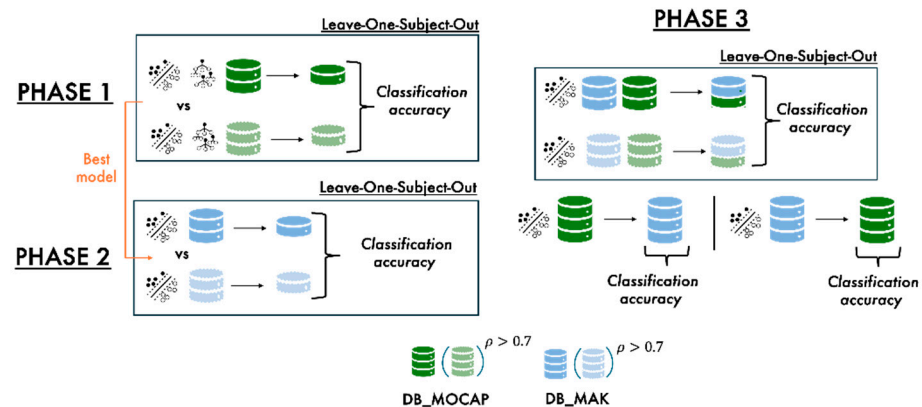 Leave-One-Subject-Out
PHASE 1
vs
Classification
accuracy
Best
model
Leave-One-Subject-Out
PHASE 2
vs
Classification
accuracy
PHASE 3
Leave-One-Subject-Out
Classification
accuracy
Classification
accuracy
Classification
accuracy
ρ > 0.7
DB_MOCAP
ρ > 0.7
DB_MAK